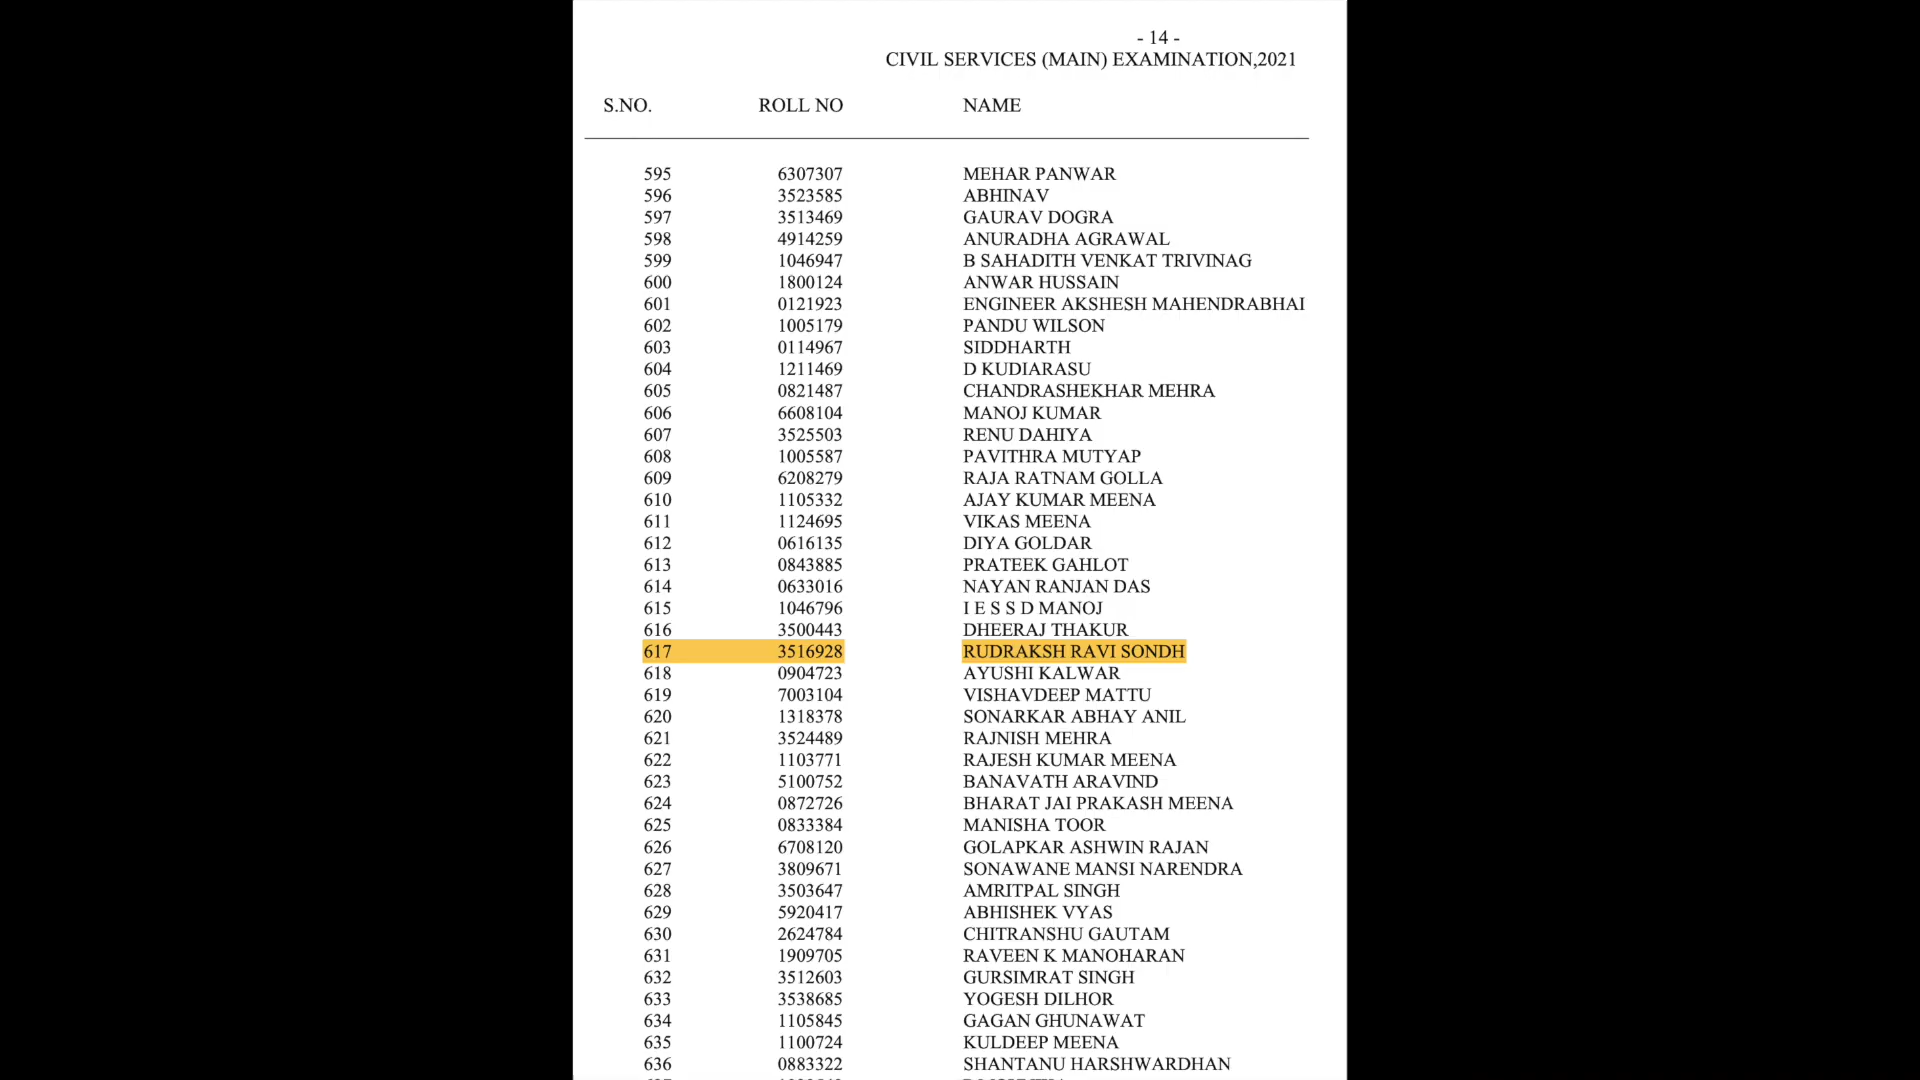 - 14 -
CIVIL SERVICES (MAIN) EXAMINATION,2021
S.NO. ROLL NO NAME
595 6307307 MEHAR PANWAR
596 3523585 ABHINAV
597 3513469 GAURAV DOGRA
598 4914259 ANURADHA AGRAWAL
599 1046947 B SAHADITH VENKAT TRIVINAG
600 1800124 ANWAR HUSSAIN
601 0121923 ENGINEER AKSHESH MAHENDRABHAI
602 1005179 PANDU WILSON
603 0114967 SIDDHARTH
604 1211469 D KUDIARASU
605 0821487 CHANDRASHEKHAR MEHRA
606 6608104 MANOJ KUMAR
607 3525503 RENU DAHIYA
608 1005587 PAVITHRA MUTYAP
609 6208279 RAJA RATNAM GOLLA
610 1105332 AJAY KUMAR MEENA
611 1124695 VIKAS MEENA
612 0616135 DIYA GOLDAR
613 0843885 PRATEEK GAHLOT
614 0633016 NAYAN RANJAN DAS
615 1046796 I E S S D MANOJ
616 3500443 DHEERAJ THAKUR
617 3516928 RUDRAKSH RAVI SONDH
618 0904723 AYUSHI KALWAR
619 7003104 VISHAVDEEP MATTU
620 1318378 SONARKAR ABHAY ANIL
621 3524489 RAJNISH MEHRA
622 1103771 RAJESH KUMAR MEENA
623 5100752 BANAVATH ARAVIND
624 0872726 BHARAT JAI PRAKASH MEENA
625 0833384 MANISHA TOOR
626 6708120 GOLAPKAR ASHWIN RAJAN
627 3809671 SONAWANE MANSI NARENDRA
628 3503647 AMRITPAL SINGH
629 5920417 ABHISHEK VYAS
630 2624784 CHITRANSHU GAUTAM
631 1909705 RAVEEN K MANOHARAN
632 3512603 GURSIMRAT SINGH
633 3538685 YOGESH DILHOR
634 1105845 GAGAN GHUNAWAT
635 1100724 KULDEEP MEENA
636 0883322 SHANTANU HARSHWARDHAN